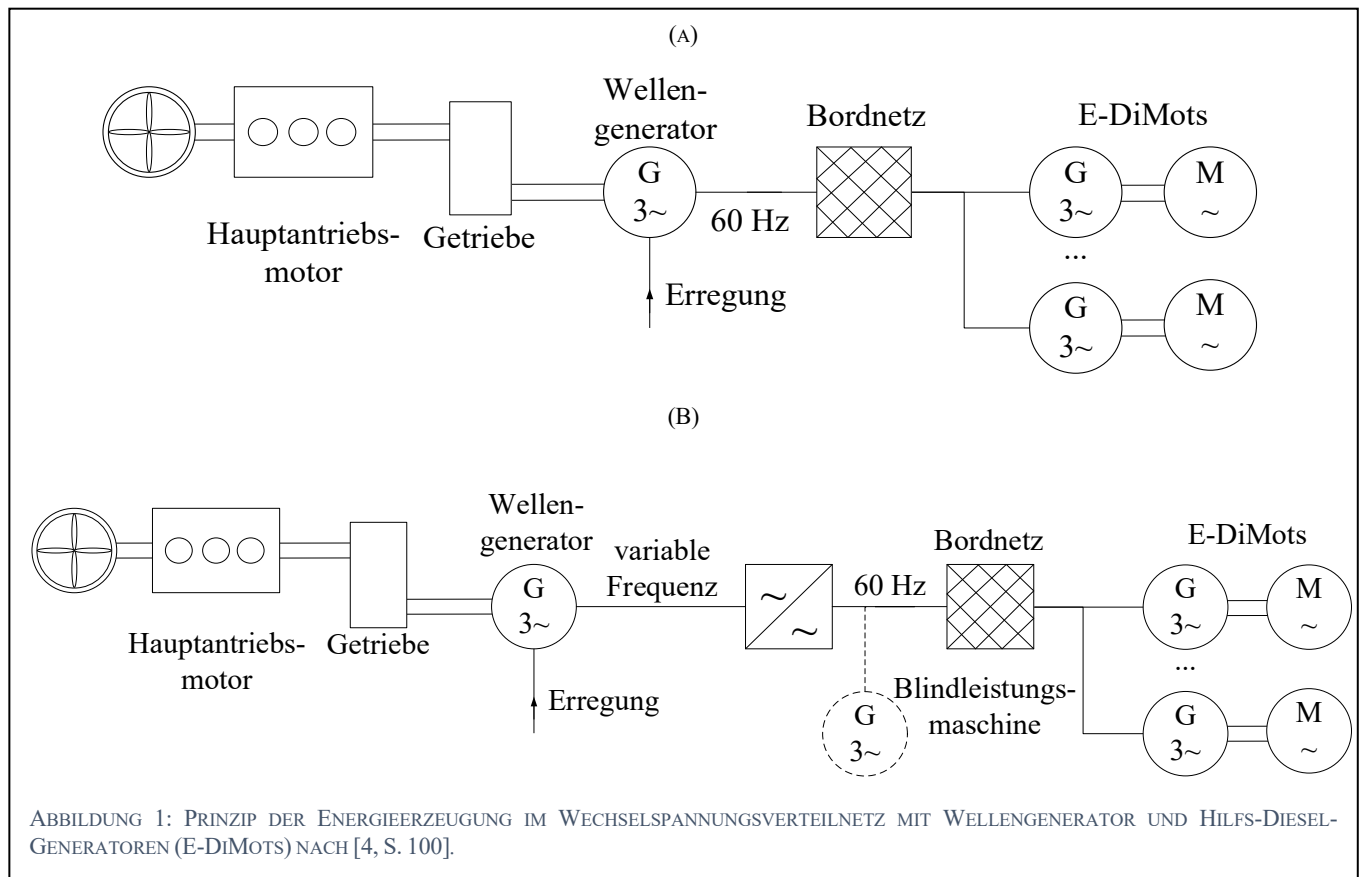 (A)
Wellen-
generator
Bordnetz
E-DiMots
G
3~
60 Hz
G
3~
M
~
Hauptantriebs-
motor
Getriebe
Erregung
...
G
3~
M
~
(B)
Wellen-
generator
variable
Frequenz
Bordnetz
E-DiMots
G
3~
~
~
60 Hz
G
3~
M
~
Hauptantriebs-
motor
Getriebe
Erregung
Blindleistungs-
maschine
G
3~
...
G
3~
M
~
ABBILDUNG 1: PRINZIP DER ENERGIEERZEUGUNG IM WECHSELSPANNUNGSVERTEILNETZ MIT WELLENGENERATOR UND HILFS-DIESEL-
GENERATOREN (E-DIMOTS) NACH [4, S. 100].